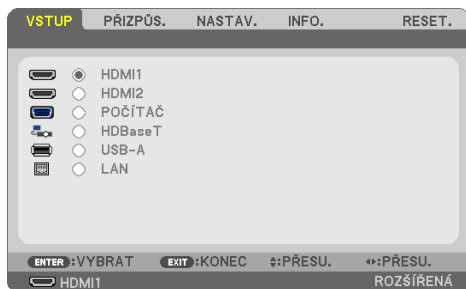 VSTUP PŘIZPŮS. NASTAV. INFO. RESET.
HDMI1
HDMI2
POČÍTAČ
HDBaseT
USB-A
LAN
ENTER:VYBRAT EXIT:KONEC :PŘESU. :PŘESU.
HDMI1 ROZŠÍŘENÁ